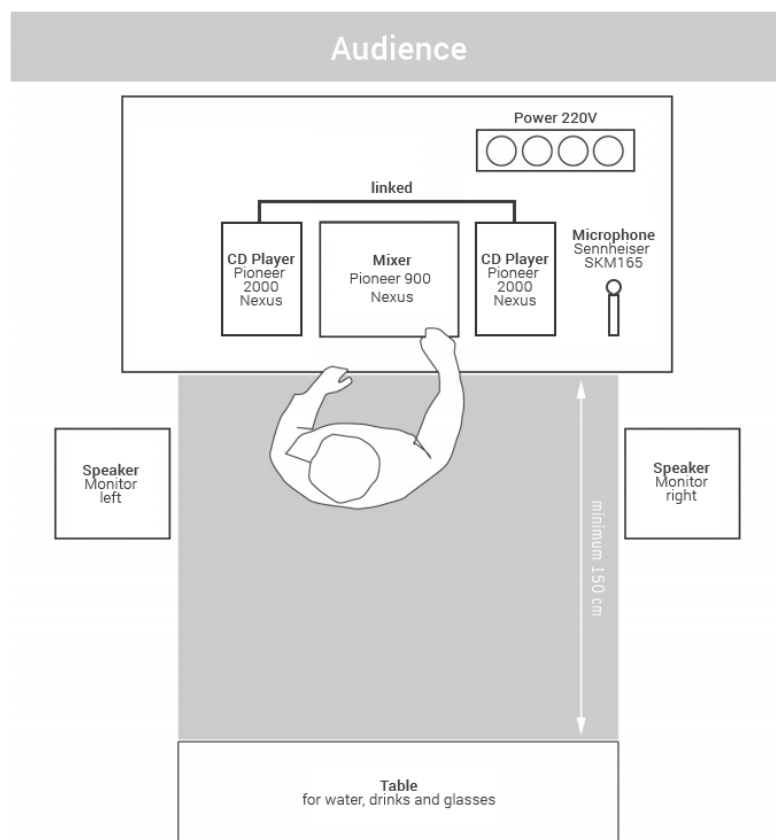 Audience
Power 220V
linked
CD Player
Pioneer
2000
Nexus
Mixer
Pioneer 900
Nexus
CD Player
Pioneer
2000
Nexus
Microphone
Sennheiser
SKM165
Speaker
Monitor
left
Speaker
Monitor
right
minimum 150 cm
Table
for water, drinks and glasses